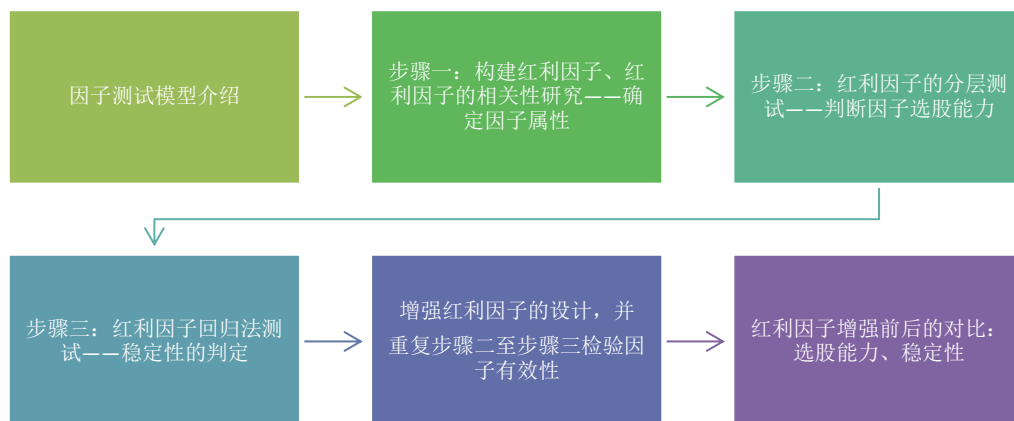 因子测试模型介绍
步骤一：构建红利因子、红
利因子的相关性研究——确
定因子属性
步骤二：红利因子的分层测
试——判断因子选股能力
步骤三：红利因子回归法测
试——稳定性的判定
增强红利因子的设计，并
重复步骤二至步骤三检验因
子有效性
红利因子增强前后的对比：
选股能力、稳定性